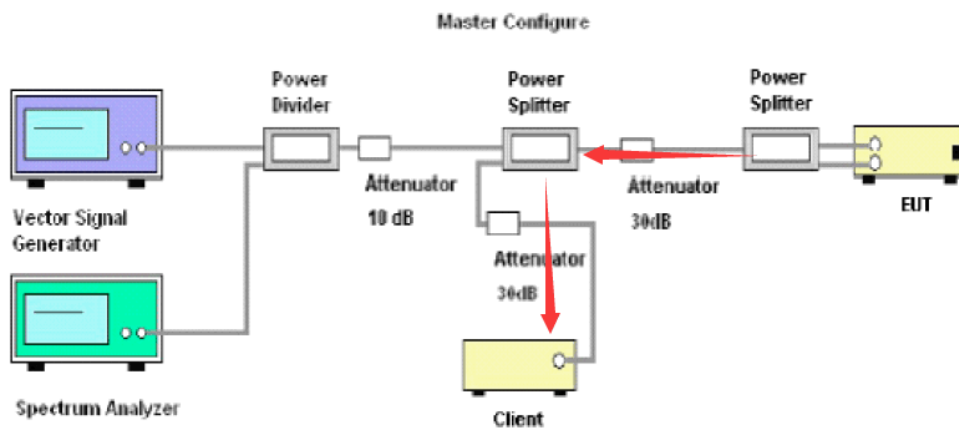 Master Configure
Power
Divider
Power
Splitter
Power
Splitter
Attenuator
10 dB
Attenuator
30dB
EUT
Vector Signal
Generator
Attenuator
30dB
Spectrum Analyzer
Client